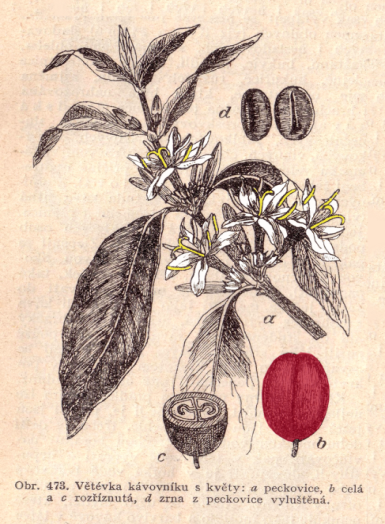 d
a
c
b
Obr. 473. Větévka kávovníku s květy: a peckovice, b celá
a c rozříznutá, d zrna z peckovice vyluštěná.